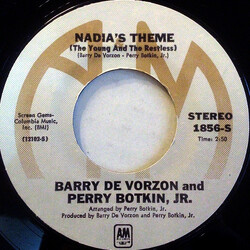 NADIA'S THEME
(The Young And The Restless)
(Barry De Vorzon - Perry Botkin, Jr.)
Screen Gems-
Columbia Music,
Inc. (BMI)
(12102-S)
STEREO
1856-S
Time: 2:50
BARRY DE VORZON and
PERRY BOTKIN, JR.
Arranged by Perry Botkin, Jr.
Produced by Barry De Vorzon and Perry Botkin, Jr.
A&M